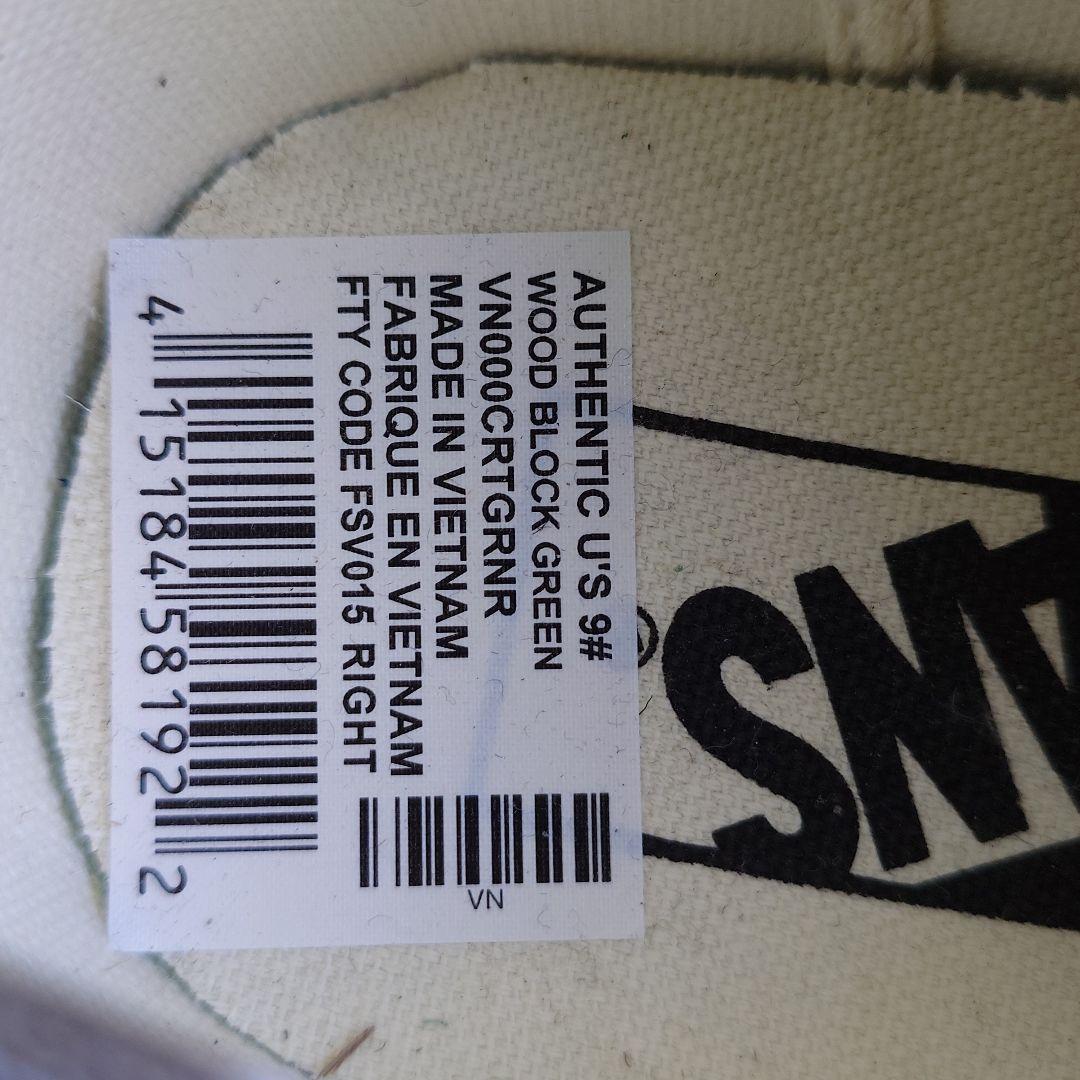 AUTHENTIC U'S 9#
WOOD BLOCK GREEN
VN000CRTGRNR
MADE IN VIETNAM
FABRIQUE EN VIETNAM
FTY CODE FSV015 RIGHT
VN
4 15184 58192 2
VANS
®